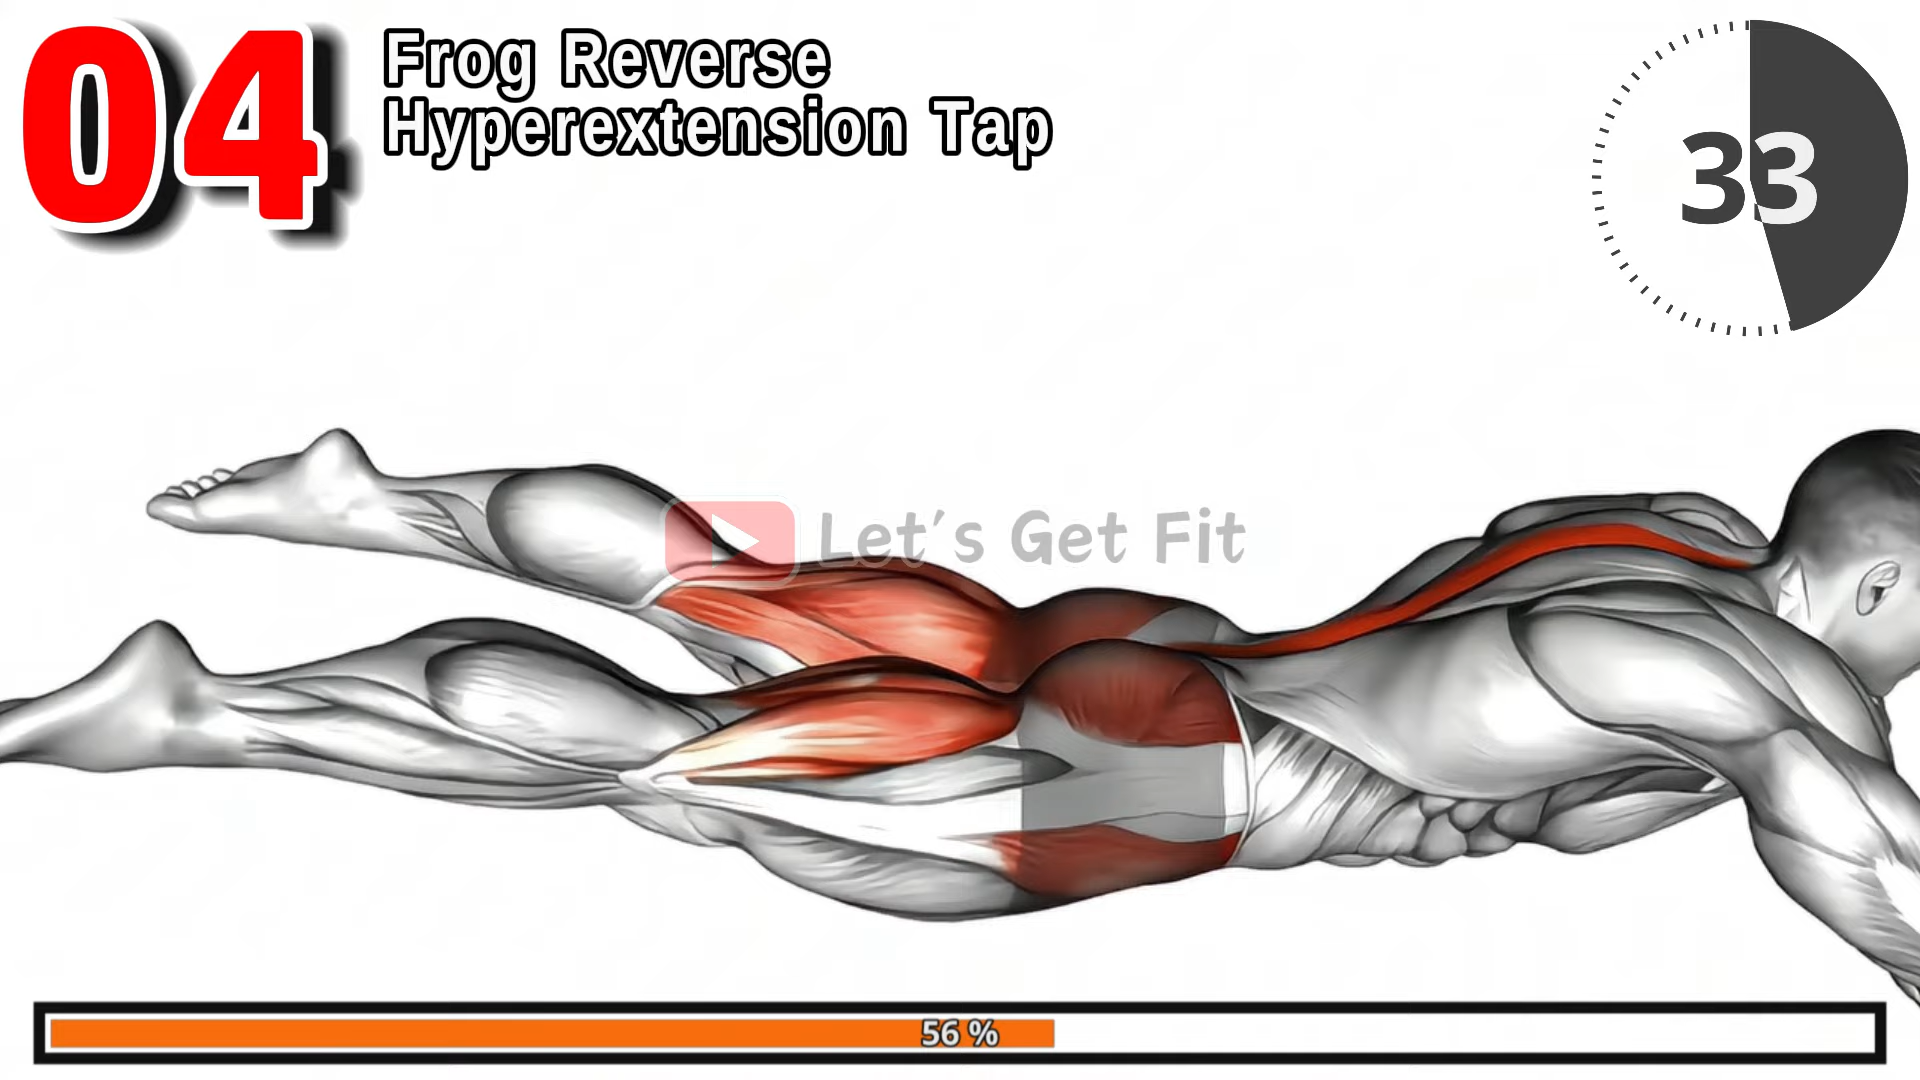 04
Frog Reverse
Hyperextension Tap
33
Let's Get Fit
56 %